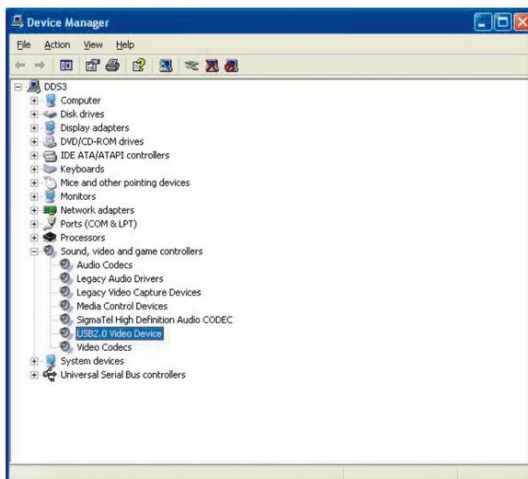 Device Manager
File Action View Help
DDS3
Computer
Disk drives
Display adapters
DVD/CD-ROM drives
IDE ATA/ATAPI controllers
Keyboards
Mice and other pointing devices
Monitors
Network adapters
Ports (COM & LPT)
Processors
Sound, video and game controllers
Audio Codecs
Legacy Audio Drivers
Legacy Video Capture Devices
Media Control Devices
SigmaTel High Definition Audio CODEC
USB2.0 Video Device
Video Codecs
System devices
Universal Serial Bus controllers